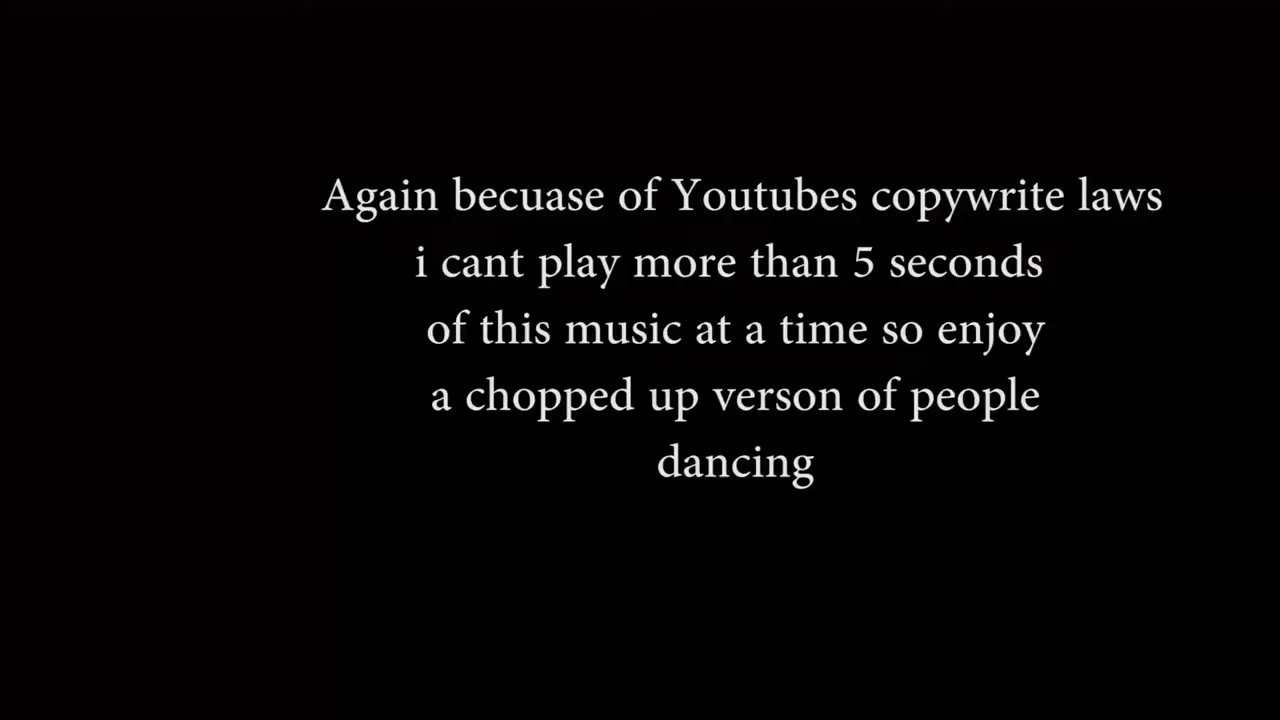 Again becuase of Youtubes copywrite laws
i cant play more than 5 seconds
of this music at a time so enjoy
a chopped up verson of people
dancing